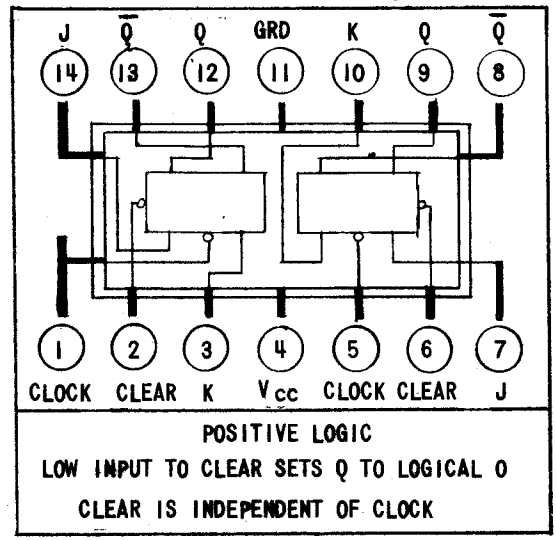 J Q̅ Q GRD K Q Q̅
14 13 12 11 10 9 8
1 2 3 4 5 6 7
CLOCK CLEAR K Vcc CLOCK CLEAR J
POSITIVE LOGIC
LOW INPUT TO CLEAR SETS Q TO LOGICAL 0
CLEAR IS INDEPENDENT OF CLOCK